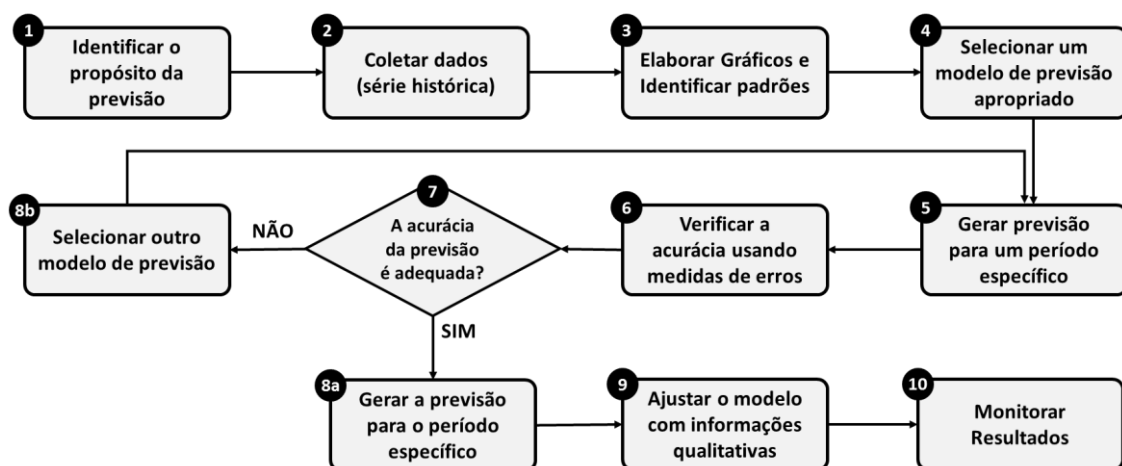 1
Identificar o
propósito da
previsão
2
Coletar dados
(série histórica)
3
Elaborar Gráficos e
Identificar padrões
4
Selecionar um
modelo de previsão
apropriado
5
Gerar previsão
para um período
específico
6
Verificar a
acurácia usando
medidas de erros
7
A acurácia
da previsão
é adequada?
NÃO
8b
Selecionar outro
modelo de previsão
SIM
8a
Gerar a previsão
para o período
específico
9
Ajustar o modelo
com informações
qualitativas
10
Monitorar
Resultados